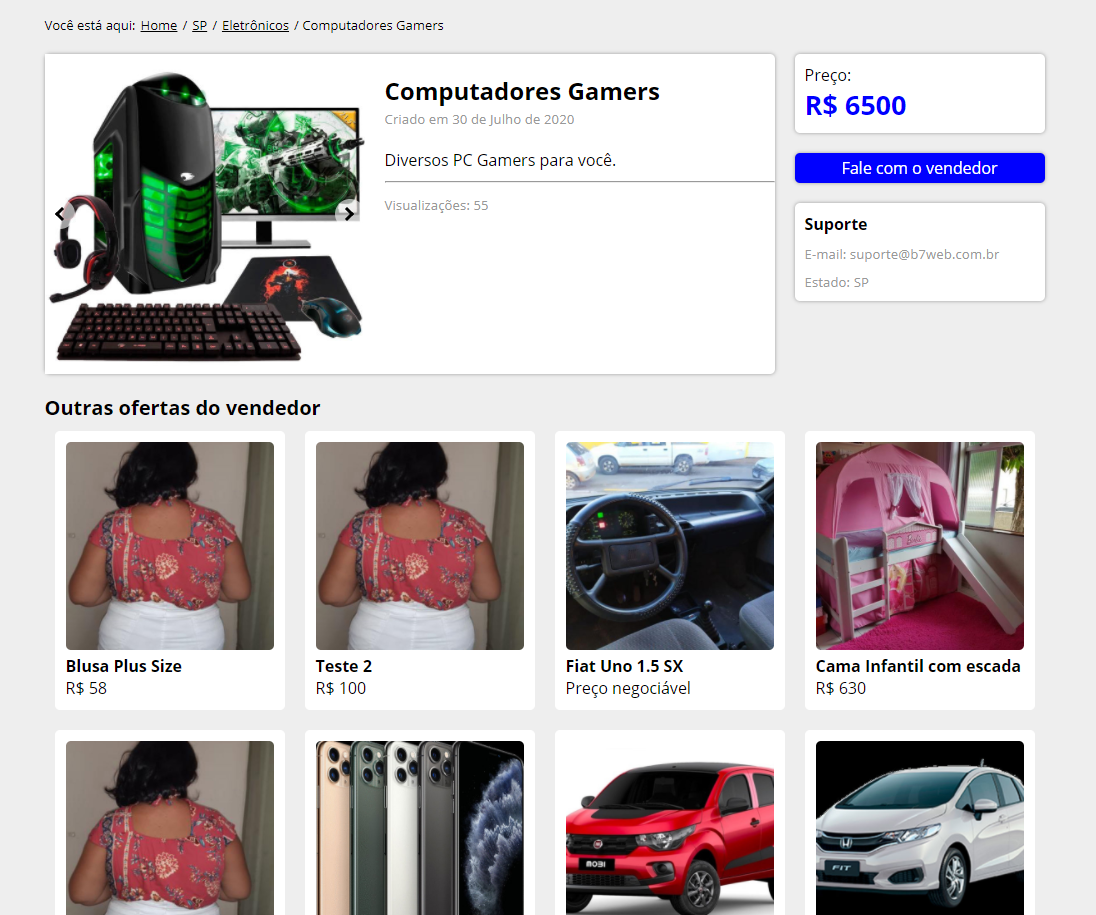 Você está aqui: Home / SP / Eletrônicos / Computadores Gamers
Computadores Gamers
Criado em 30 de Julho de 2020
Diversos PC Gamers para você.
Visualizações: 55
Preço:
R$ 6500
Fale com o vendedor
Suporte
E-mail: suporte@b7web.com.br
Estado: SP
Outras ofertas do vendedor
Blusa Plus Size
R$ 58
Teste 2
R$ 100
Fiat Uno 1.5 SX
Preço negociável
Cama Infantil com escada
R$ 630
MOBI
FIT